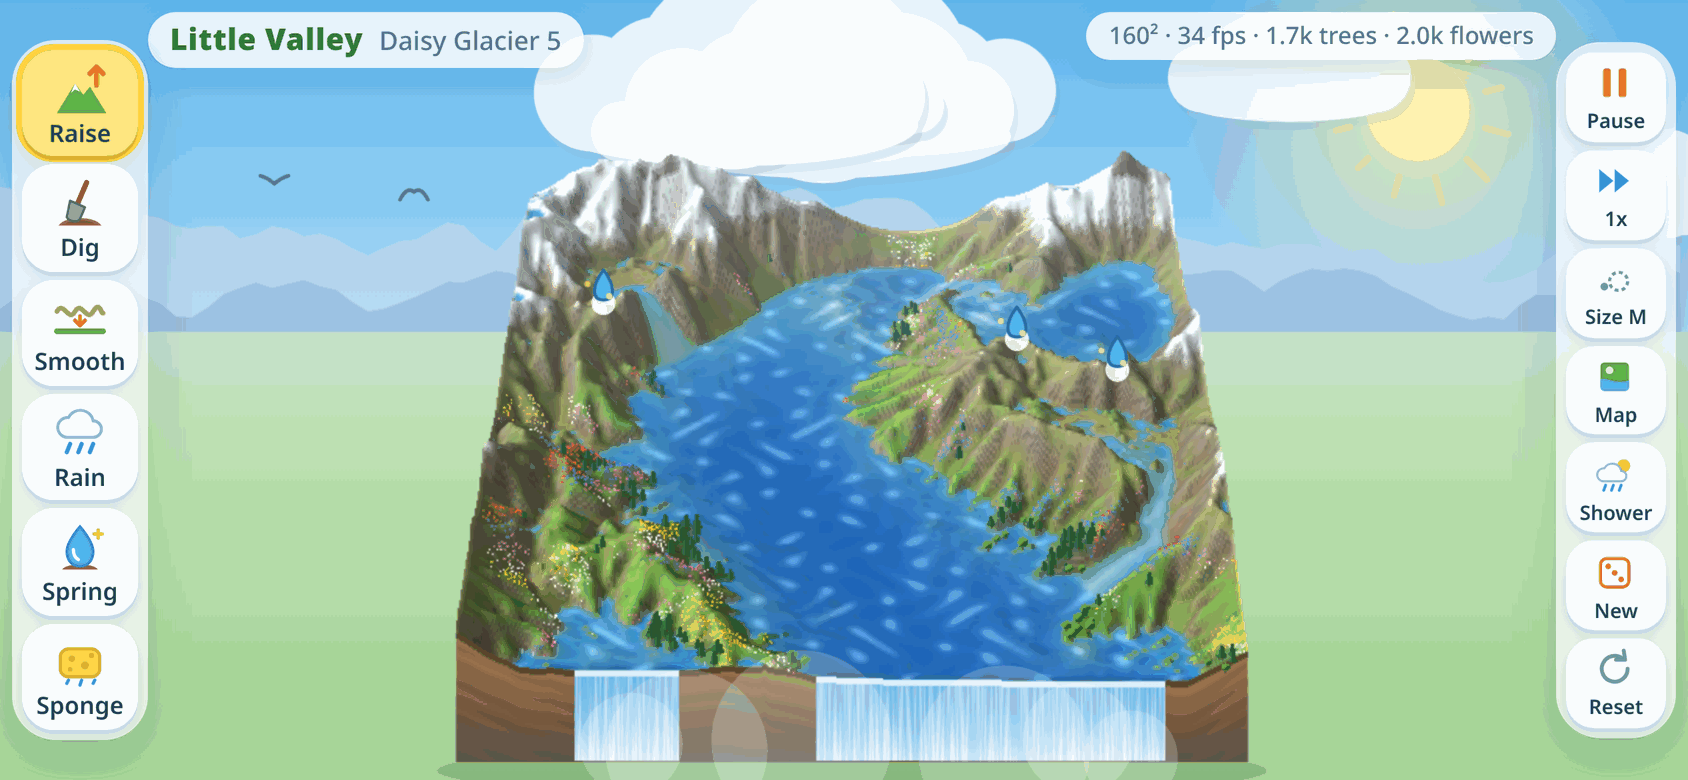 Little Valley Daisy Glacier 5
160² · 34 fps · 1.7k trees · 2.0k flowers
Raise
Dig
Smooth
Rain
Spring
Sponge
Pause
1x
Size M
Map
Shower
New
Reset